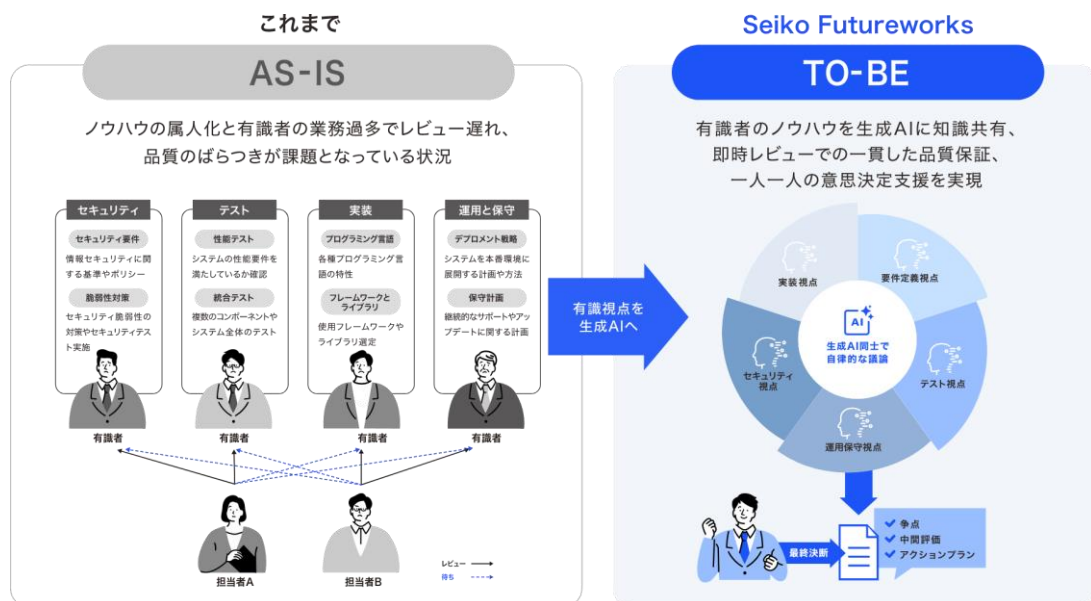 これまで
AS-IS
ノウハウの属人化と有識者の業務過多でレビュー遅れ、
品質のばらつきが課題となっている状況
セキュリティ
セキュリティ要件
情報セキュリティに関
する基準やポリシー
脆弱性対策
セキュリティ脆弱性の
対策やセキュリティテス
ト実施
有識者
テスト
性能テスト
システムの性能要件を
満たしているか確認
統合テスト
複数のコンポーネントや
システム全体のテスト
有識者
実装
プログラミング言語
各種プログラミング言
語の特性
フレームワークと
ライブラリ
使用フレームワークや
ライブラリ選定
有識者
運用と保守
デプロメント戦略
システムを本番環境に
展開する計画や方法
保守計画
継続的なサポートやアッ
プデートに関する計画
有識者
担当者A
担当者B
レビュー
待ち
有識視点を
生成AIへ
Seiko Futureworks
TO-BE
有識者のノウハウを生成AIに知識共有、
即時レビューでの一貫した品質保証、
一人一人の意思決定支援を実現
実装視点
要件定義視点
AI
生成AI同士で
自律的な議論
セキュリティ
視点
テスト視点
運用保守視点
最終決断
争点
中間評価
アクションプラン